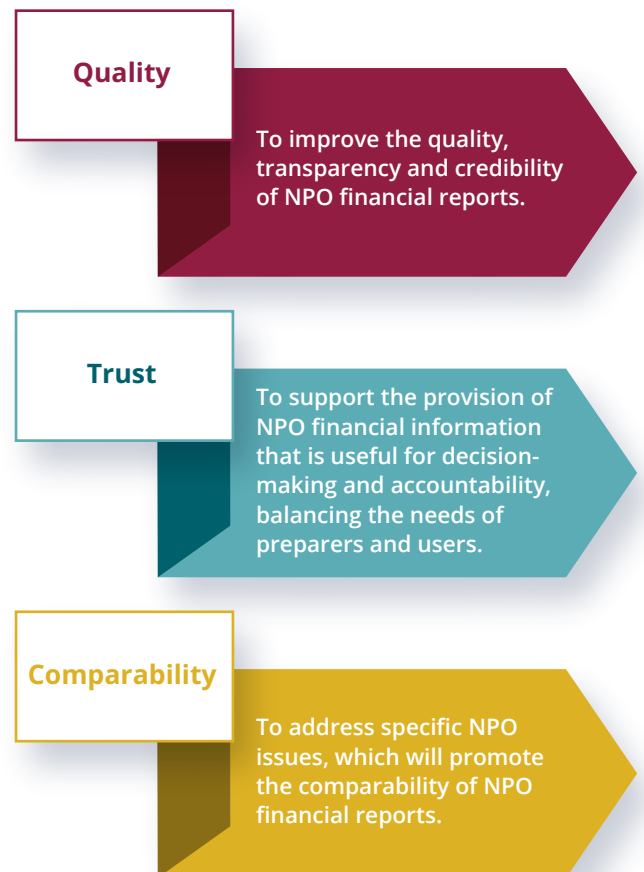 Quality
To improve the quality,
transparency and credibility
of NPO financial reports.
Trust
To support the provision of
NPO financial information
that is useful for decision-
making and accountability,
balancing the needs of
preparers and users.
Comparability
To address specific NPO
issues, which will promote
the comparability of NPO
financial reports.